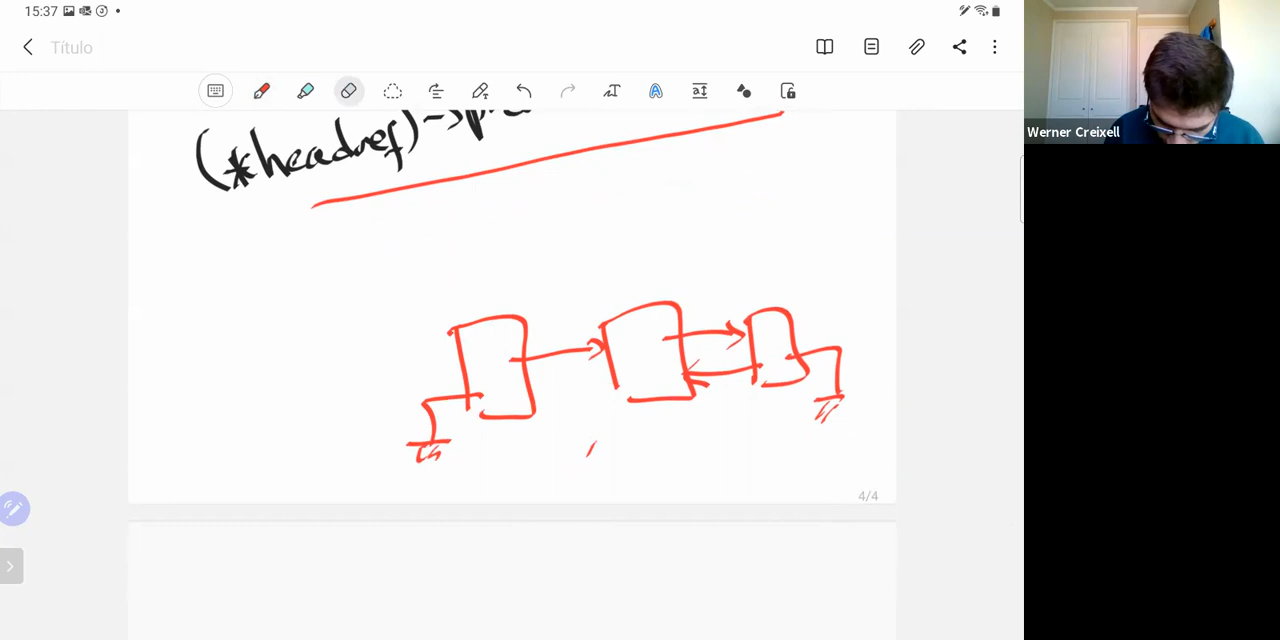 15:37
Título
(*headref)->
Werner Creixell
4/4